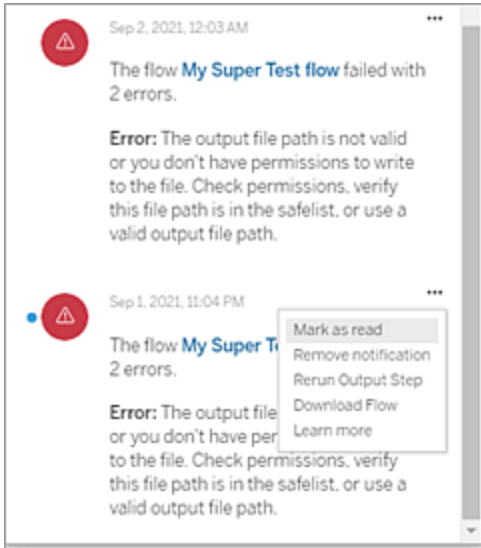 Sep 2, 2021, 12:03 AM
The flow My Super Test flow failed with
2 errors.
Error: The output file path is not valid
or you don't have permissions to write
to the file. Check permissions, verify
this file path is in the safelist, or use a
valid output file path.
Sep 1, 2021, 11:04 PM
The flow My Super
2 errors.
Error: The output file
or you don't have
to the file. Check permissions, verify
this file path is in the safelist, or use a
valid output file path.
Mark as read
Remove notification
Rerun Output Step
Download Flow
Learn more